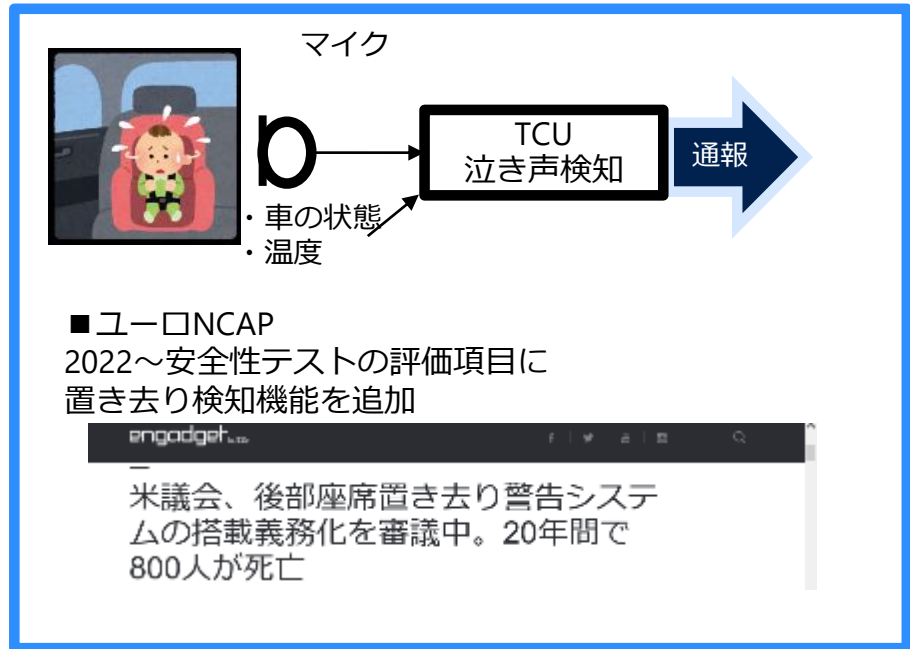 マイク
TCU
泣き声検知
通報
・車の状態
・温度
■ユーロNCAP
2022～安全性テストの評価項目に
置き去り検知機能を追加
engadget
米議会、後部座席置き去り警告システ
ムの搭載義務化を審議中。20年間で
800人が死亡